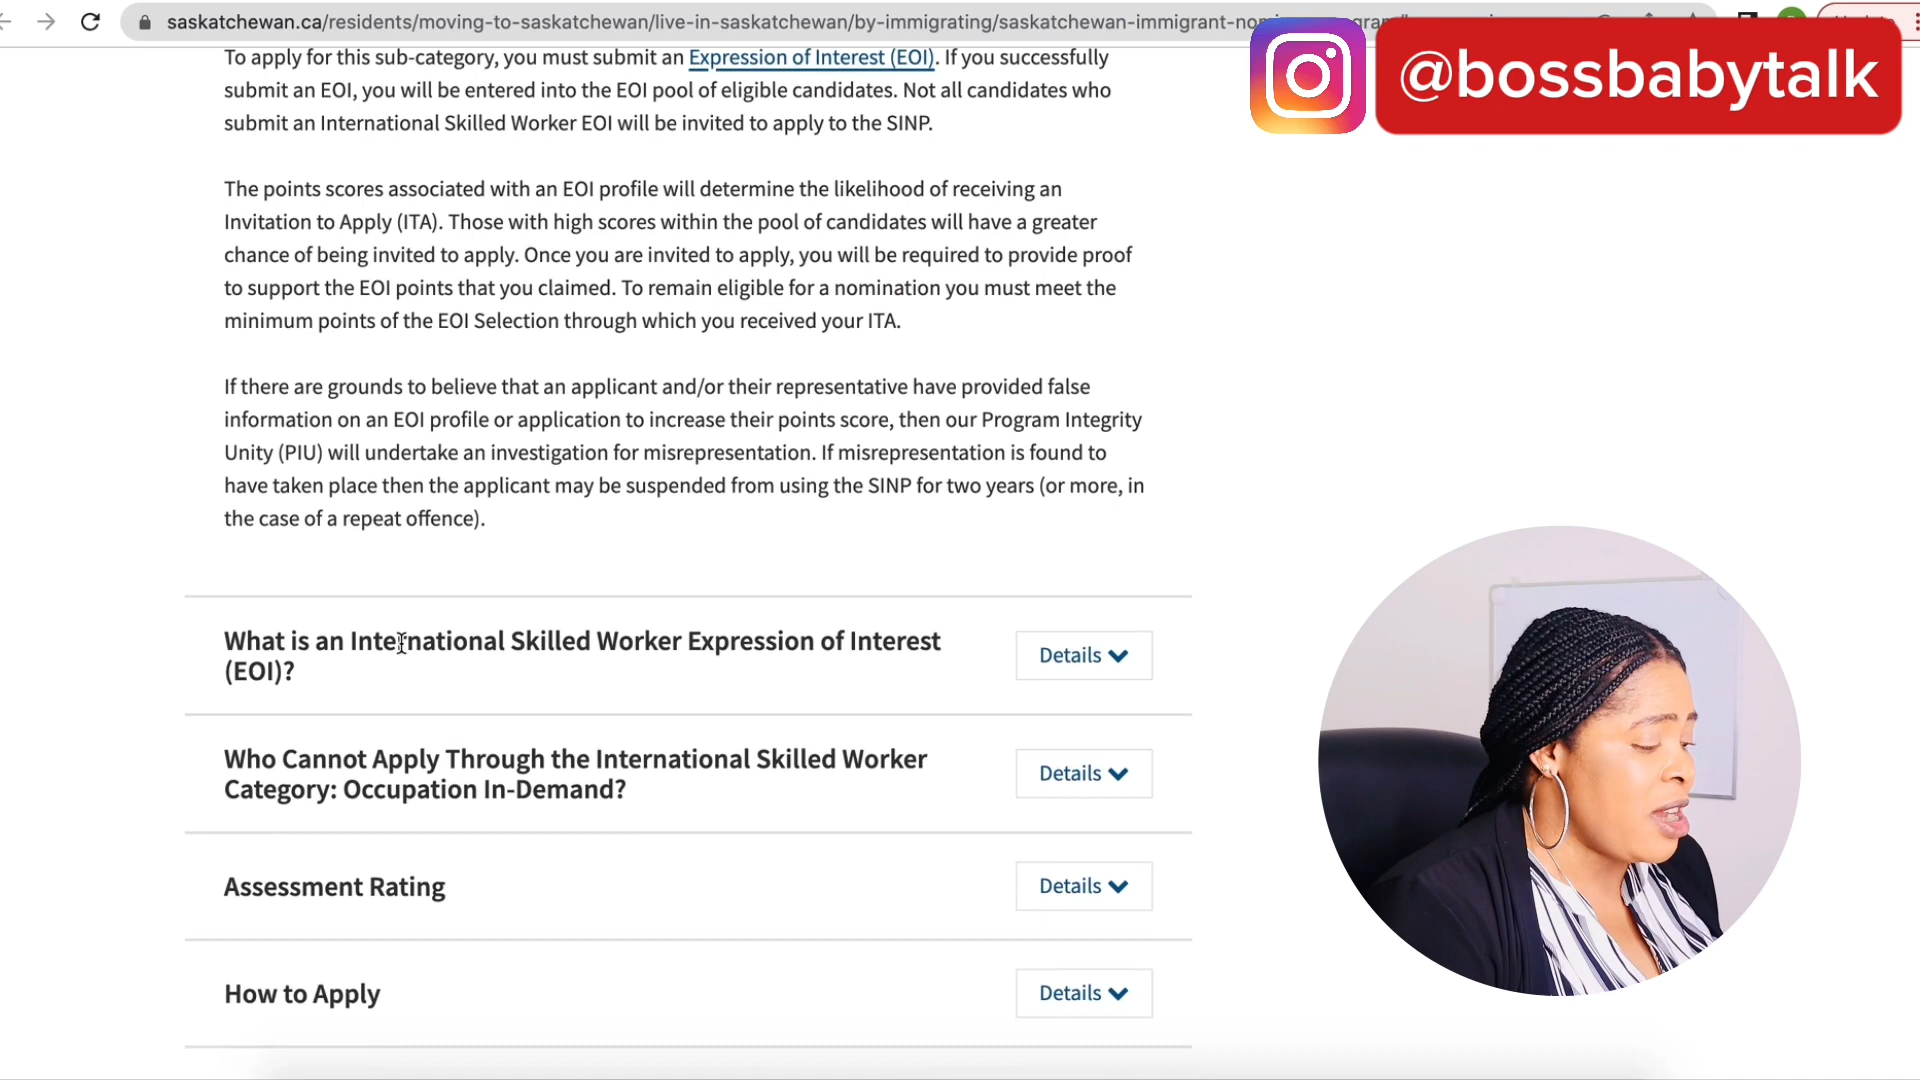 saskatchewan.ca/residents/moving-to-saskatchewan/live-in-saskatchewan/by-immigrating/saskatchewan-immigrant-
@bossbabytalk
To apply for this sub-category, you must submit an Expression of Interest (EOI). If you successfully
submit an EOI, you will be entered into the EOI pool of eligible candidates. Not all candidates who
submit an International Skilled Worker EOI will be invited to apply to the SINP.
The points scores associated with an EOI profile will determine the likelihood of receiving an
Invitation to Apply (ITA). Those with high scores within the pool of candidates will have a greater
chance of being invited to apply. Once you are invited to apply, you will be required to provide proof
to support the EOI points that you claimed. To remain eligible for a nomination you must meet the
minimum points of the EOI Selection through which you received your ITA.
If there are grounds to believe that an applicant and/or their representative have provided false
information on an EOI profile or application to increase their points score, then our Program Integrity
Unity (PIU) will undertake an investigation for misrepresentation. If misrepresentation is found to
have taken place then the applicant may be suspended from using the SINP for two years (or more, in
the case of a repeat offence).
What is an International Skilled Worker Expression of Interest
(EOI)?
Details
Who Cannot Apply Through the International Skilled Worker
Category: Occupation In-Demand?
Details
Assessment Rating
Details
How to Apply
Details